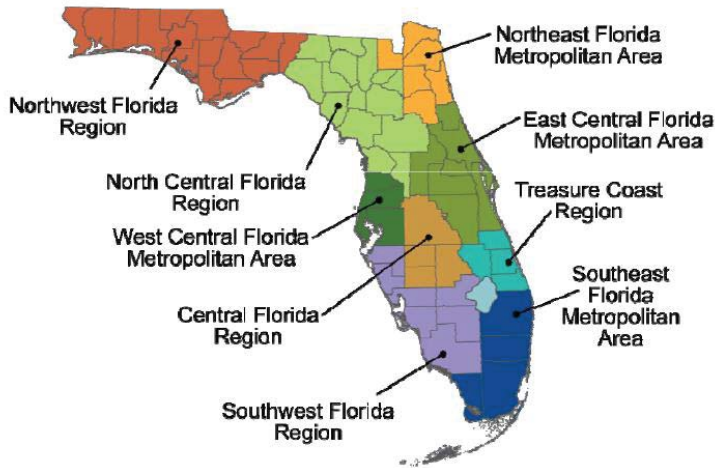 Northeast Florida
Metropolitan Area
Northwest Florida
Region
East Central Florida
Metropolitan Area
North Central Florida
Region
Treasure Coast
Region
West Central Florida
Metropolitan Area
Southeast
Florida
Metropolitan
Area
Central Florida
Region
Southwest Florida
Region